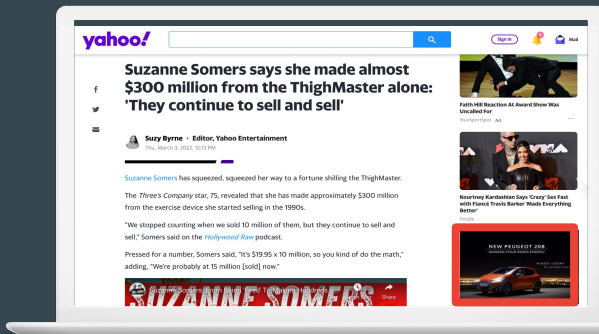 yahoo!
Sign in
Mail
Suzanne Somers says she made almost
$300 million from the ThighMaster alone:
'They continue to sell and sell'
Suzy Byrne • Editor, Yahoo Entertainment
Thu, March 3, 2022, 12:13 PM
Suzanne Somers has squeezed, squeezed her way to a fortune shilling the ThighMaster.
The Three's Company star, 75, revealed that she has made approximately $300 million
from the exercise device she started selling in the 1990s.
"We stopped counting when we sold 10 million of them, but they continue to sell and
sell," Somers said on the Hollywood Raw podcast.
Pressed for a number, Somers said, "It's $19.95 x 10 million, so you kind of do the math,"
adding, "We're probably at 15 million [sold] now."
Share
SUZANNE SOMERS
Faith Hill Reaction At Award Show Was
Uncalled For
YourSportSpot Ad
Kourtney Kardashian Says 'Crazy' Sex Fast
with Fiancé Travis Barker 'Made Everything
Better'
People
NEW PEUGEOT 208